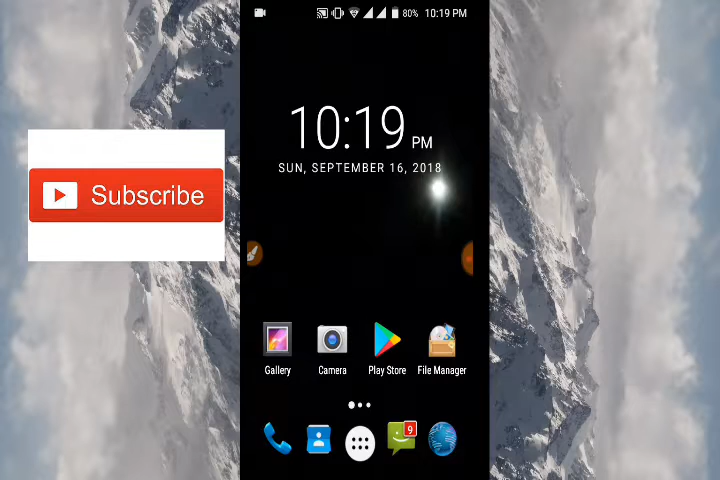 80% 10:19 PM
10:19 PM
SUN, SEPTEMBER 16, 2018
Subscribe
Gallery Camera Play Store File Manager
9